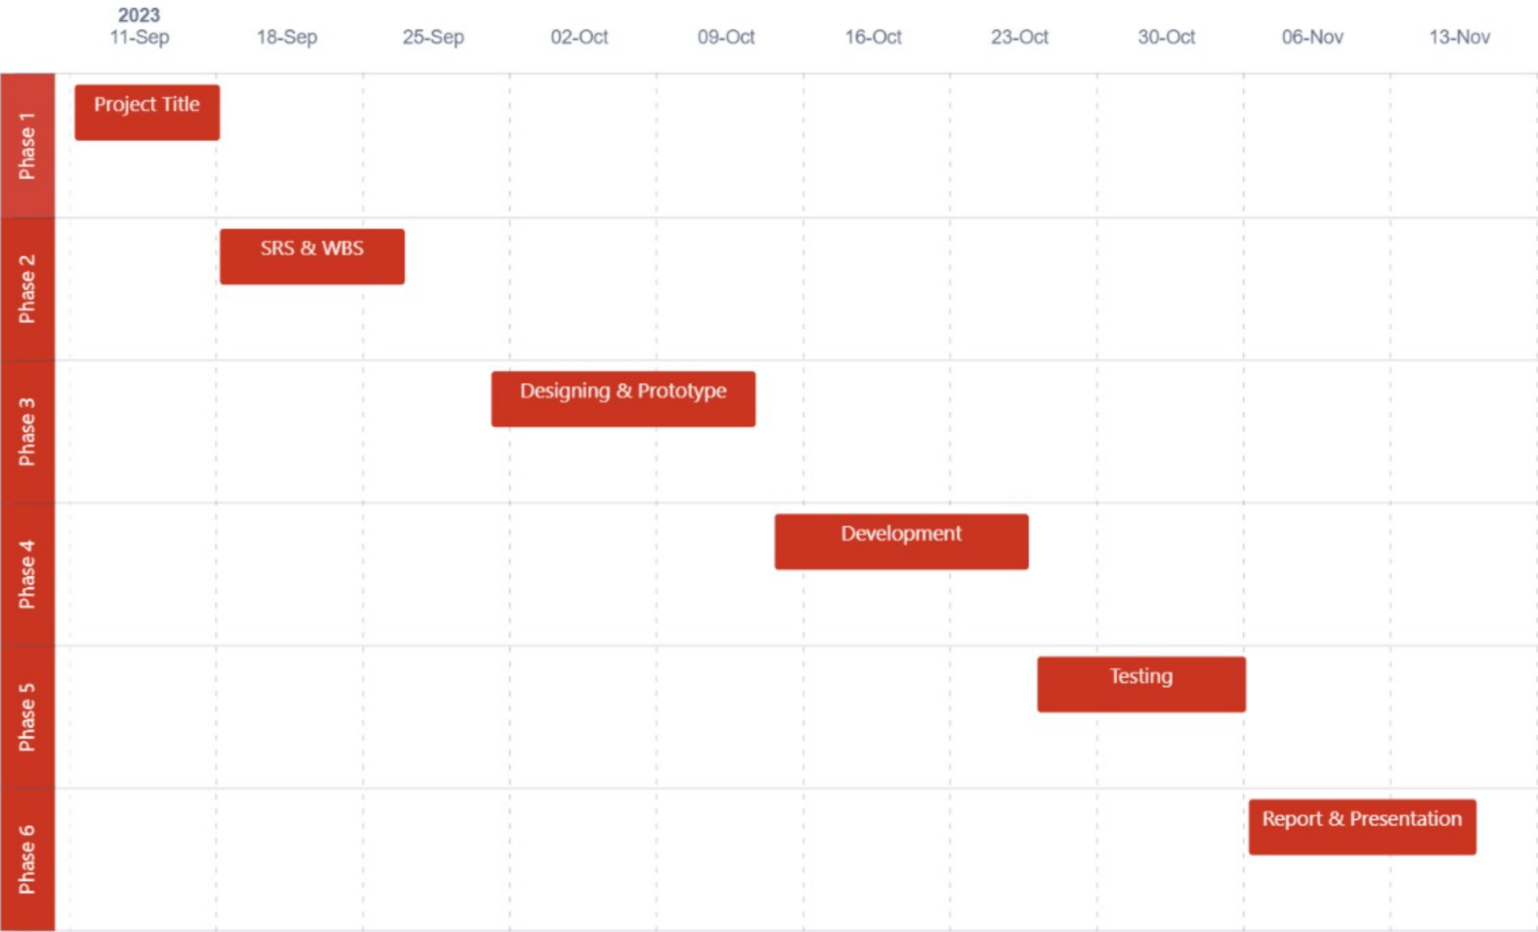 2023
11-Sep 18-Sep 25-Sep 02-Oct 09-Oct 16-Oct 23-Oct 30-Oct 06-Nov 13-Nov
Phase 1
Project Title
Phase 2
SRS & WBS
Phase 3
Designing & Prototype
Phase 4
Development
Phase 5
Testing
Phase 6
Report & Presentation